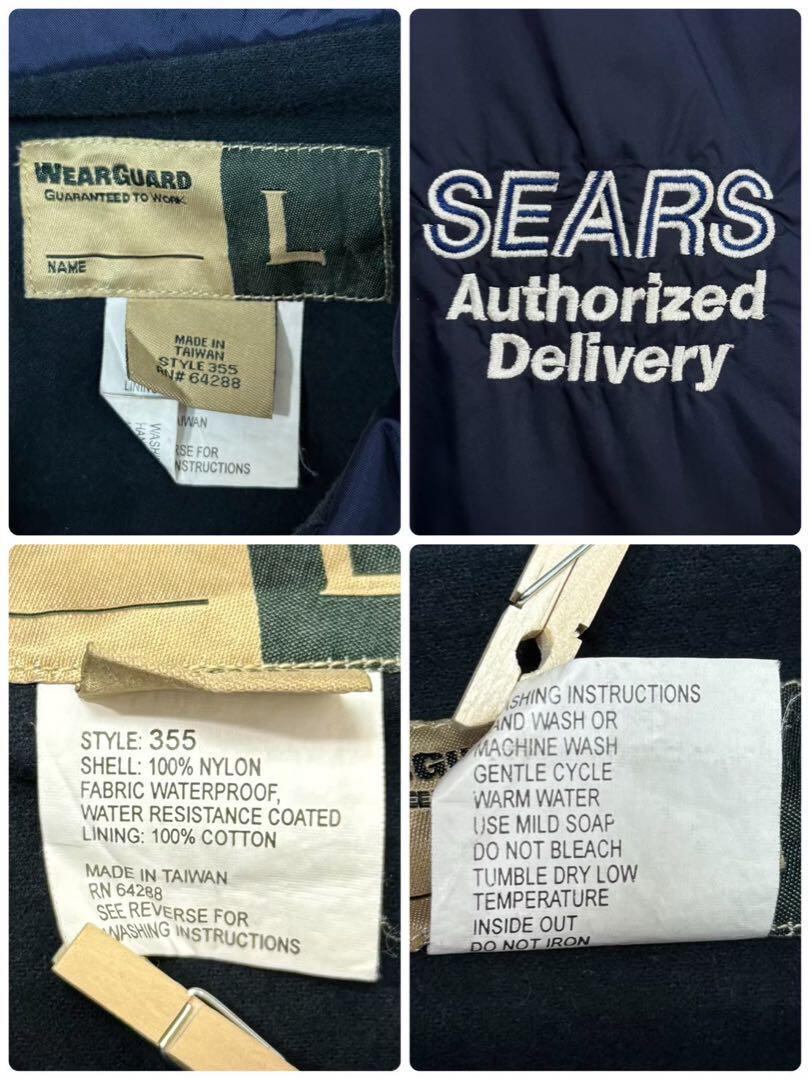 WEARGUARD
GUARANTEED TO WORK
L
NAME
MADE IN
TAIWAN
STYLE 355
RN# 64288
RSE FOR
NSTRUCTIONS
SEARS
Authorized
Delivery
STYLE: 355
SHELL: 100% NYLON
FABRIC WATERPROOF,
WATER RESISTANCE COATED
LINING: 100% COTTON
MADE IN TAIWAN
RN 64288
SEE REVERSE FOR
WASHING INSTRUCTIONS
SHING INSTRUCTIONS
AND WASH OR
MACHINE WASH
GENTLE CYCLE
WARM WATER
USE MILD SOAP
DO NOT BLEACH
TUMBLE DRY LOW
TEMPERATURE
INSIDE OUT
DO NOT IRON